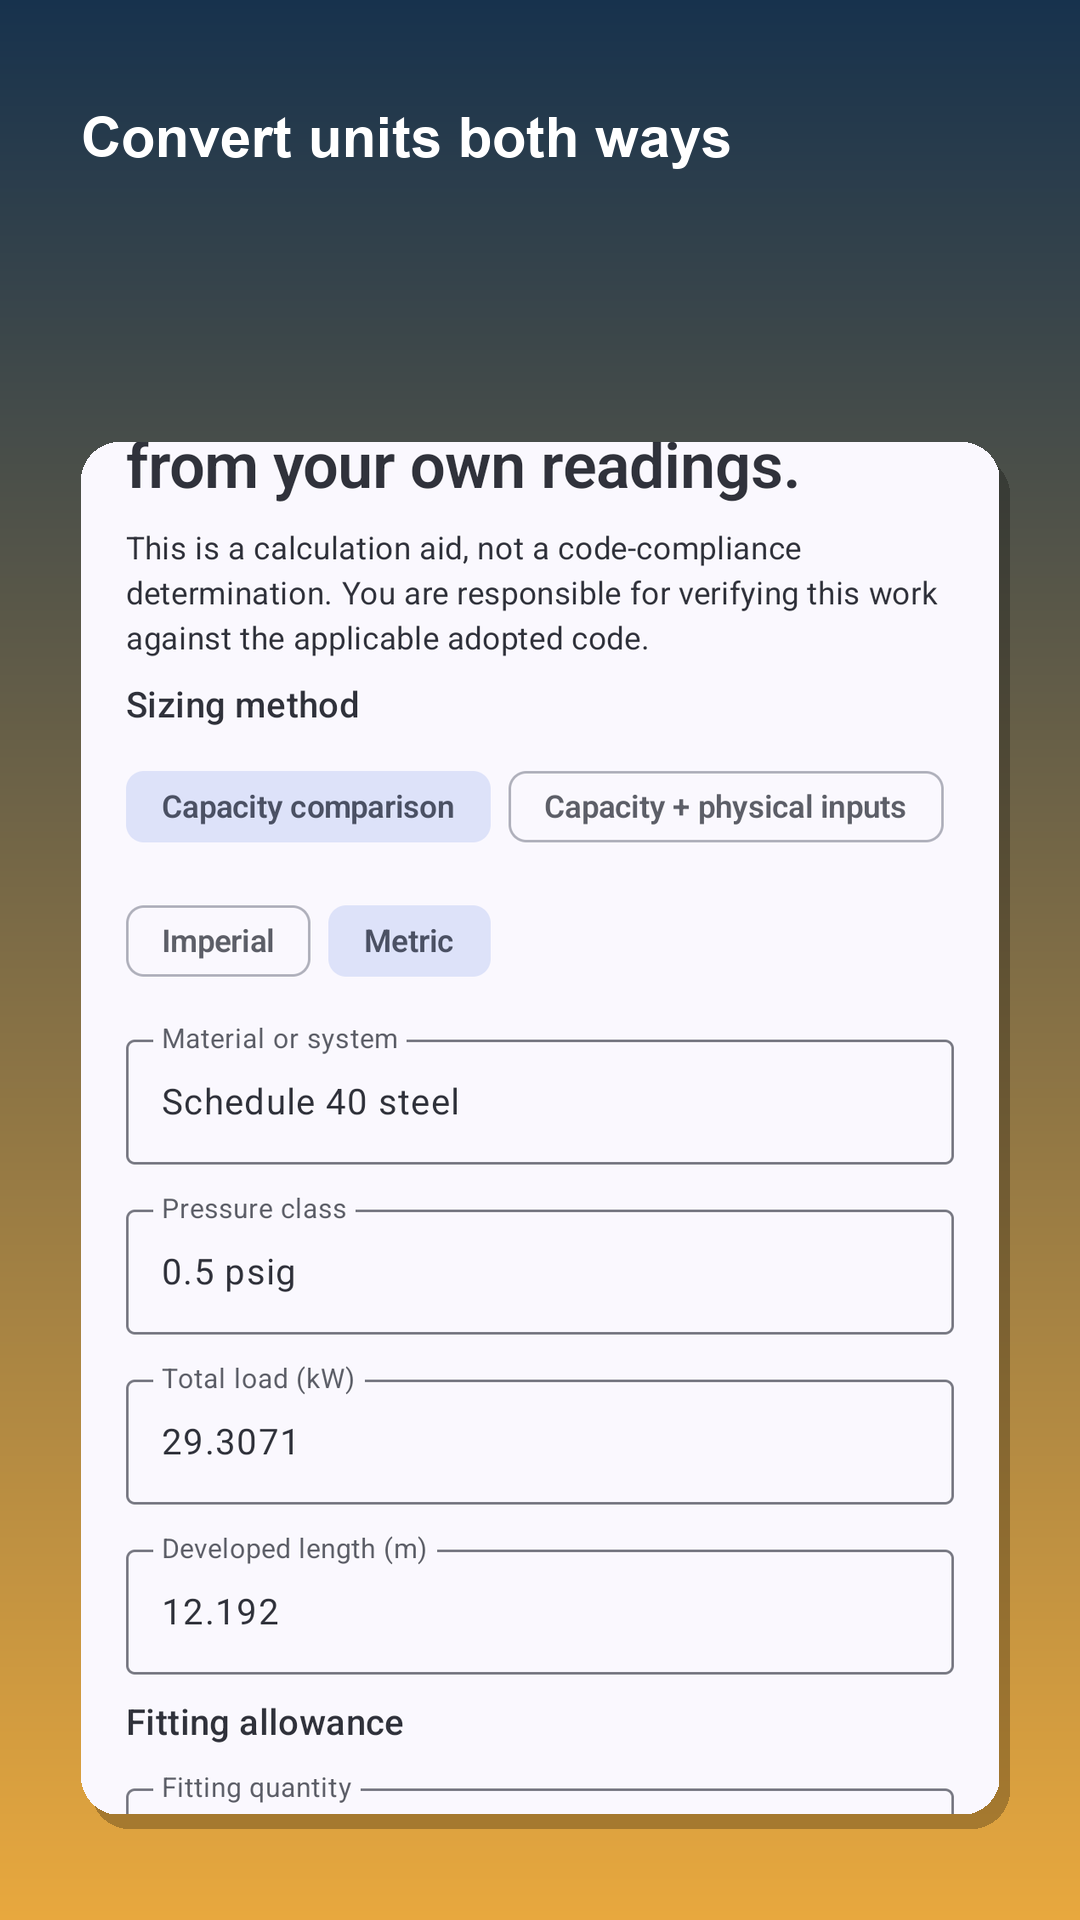 Convert units both ways
from your own readings.
This is a calculation aid, not a code-compliance
determination. You are responsible for verifying this work
against the applicable adopted code.
Sizing method
Capacity comparison
Capacity + physical inputs
Imperial
Metric
Material or system
Schedule 40 steel
Pressure class
0.5 psig
Total load (kW)
29.3071
Developed length (m)
12.192
Fitting allowance
Fitting quantity